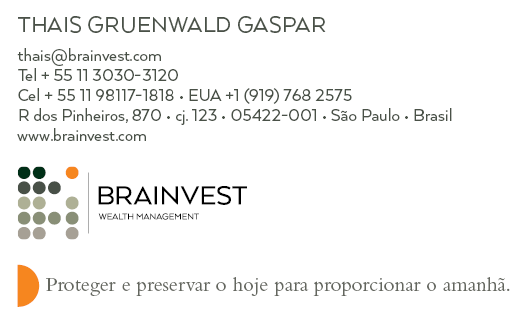 THAIS GRUENWALD GASPAR
thais@brainvest.com
Tel + 55 11 3030-3120
Cel + 55 11 98117-1818 • EUA +1 (919) 768 2575
R dos Pinheiros, 870 • cj. 123 • 05422-001 • São Paulo • Brasil
www.brainvest.com
BRAINVEST
WEALTH MANAGEMENT
Proteger e preservar o hoje para proporcionar o amanhã.